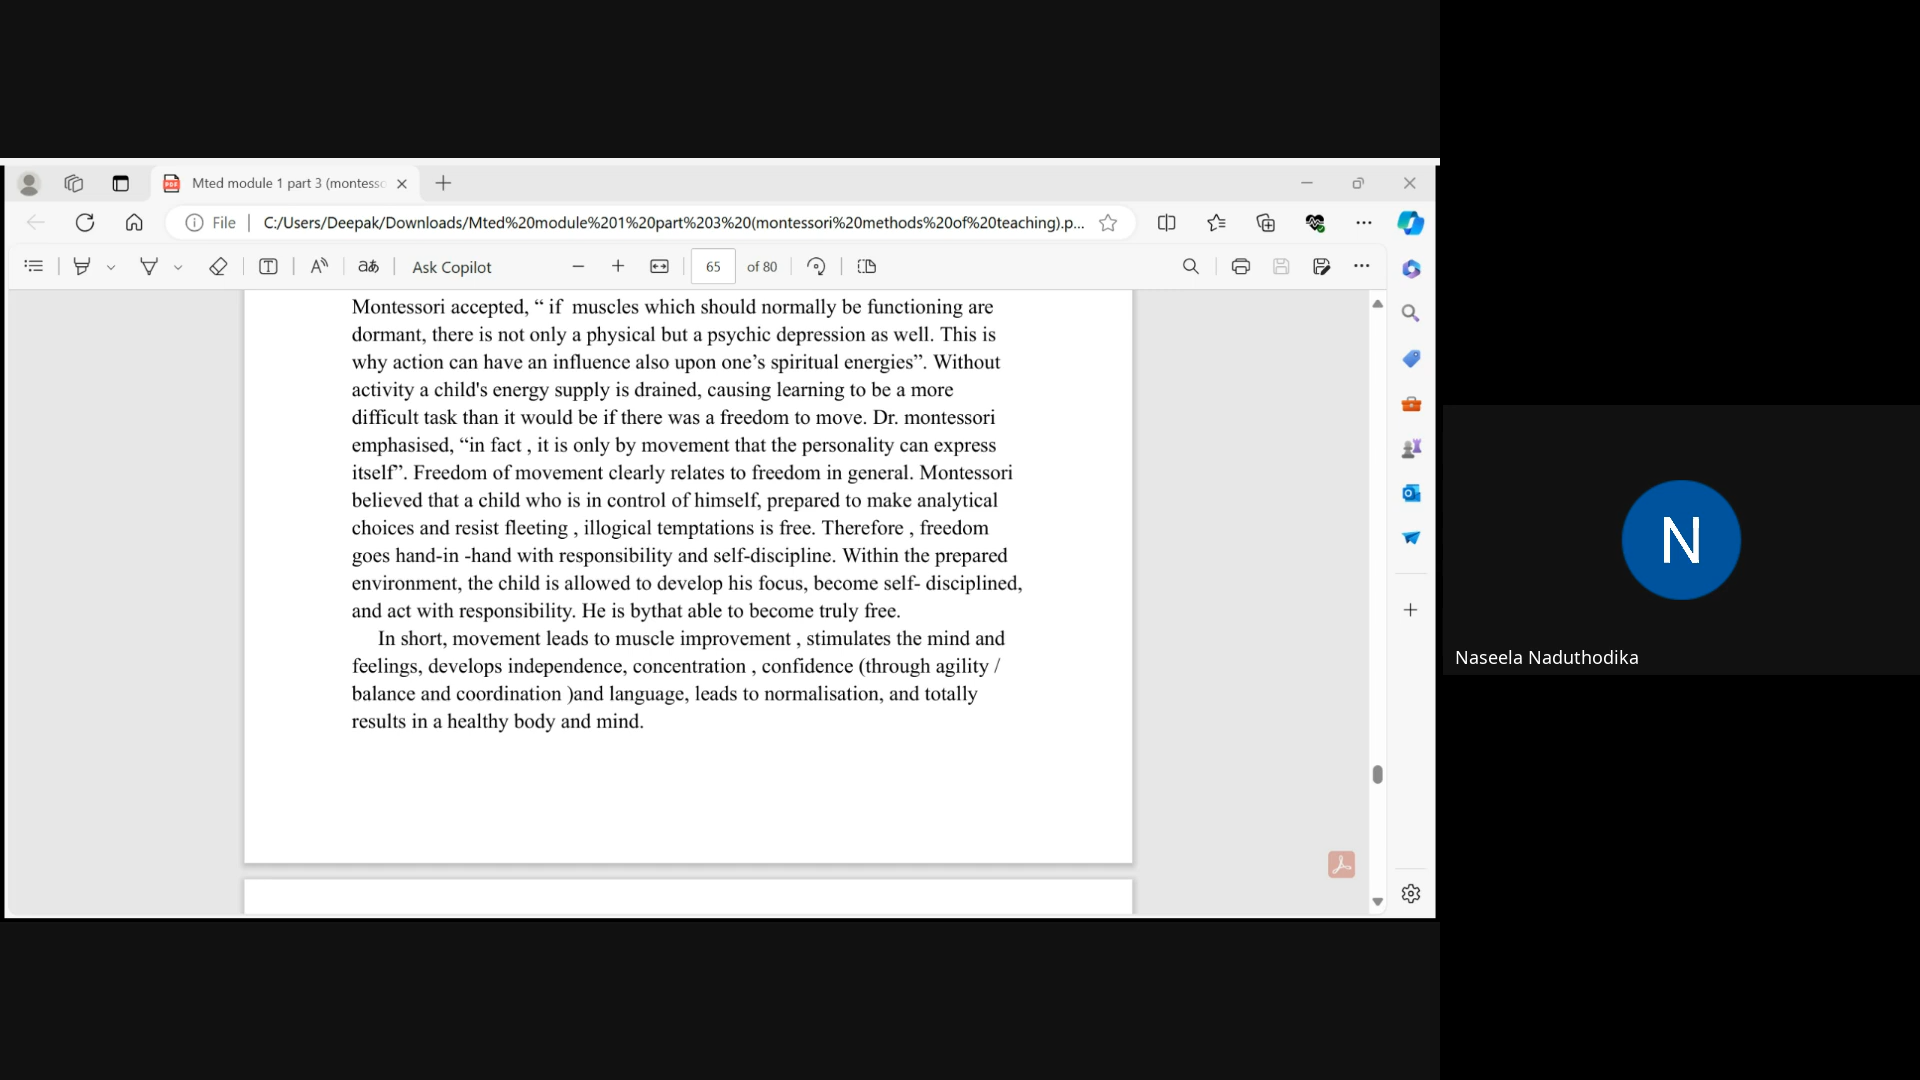 Mted module 1 part 3 (montesso
File
C:/Users/Deepak/Downloads/Mted%20module%201%20part%203%20(montessori%20methods%20of%20teaching).p...
Ask Copilot
65 of 80
Montessori accepted, “ if  muscles which should normally be functioning are
dormant, there is not only a physical but a psychic depression as well. This is
why action can have an influence also upon one’s spiritual energies”. Without
activity a child's energy supply is drained, causing learning to be a more
difficult task than it would be if there was a freedom to move. Dr. montessori
emphasised, “in fact , it is only by movement that the personality can express
itself”. Freedom of movement clearly relates to freedom in general. Montessori
believed that a child who is in control of himself, prepared to make analytical
choices and resist fleeting , illogical temptations is free. Therefore , freedom
goes hand-in -hand with responsibility and self-discipline. Within the prepared
environment, the child is allowed to develop his focus, become self- disciplined,
and act with responsibility. He is bythat able to become truly free.
In short, movement leads to muscle improvement , stimulates the mind and
feelings, develops independence, concentration , confidence (through agility /
balance and coordination )and language, leads to normalisation, and totally
results in a healthy body and mind.
N
Naseela Naduthodika